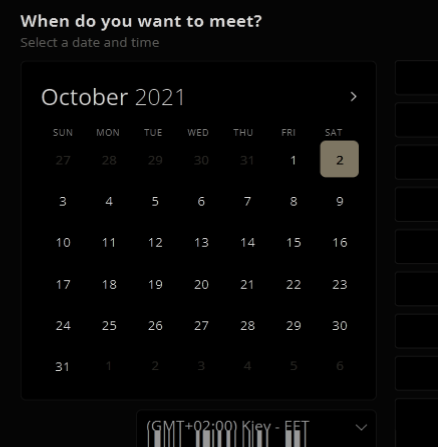 When do you want to meet?
Select a date and time
October 2021
SUN MON TUE WED THU FRI SAT
27 28 29 30 31 1 2
3 4 5 6 7 8 9
10 11 12 13 14 15 16
17 18 19 20 21 22 23
24 25 26 27 28 29 30
31 1 2 3 4 5 6
(GMT+02:00) Kiev - EET